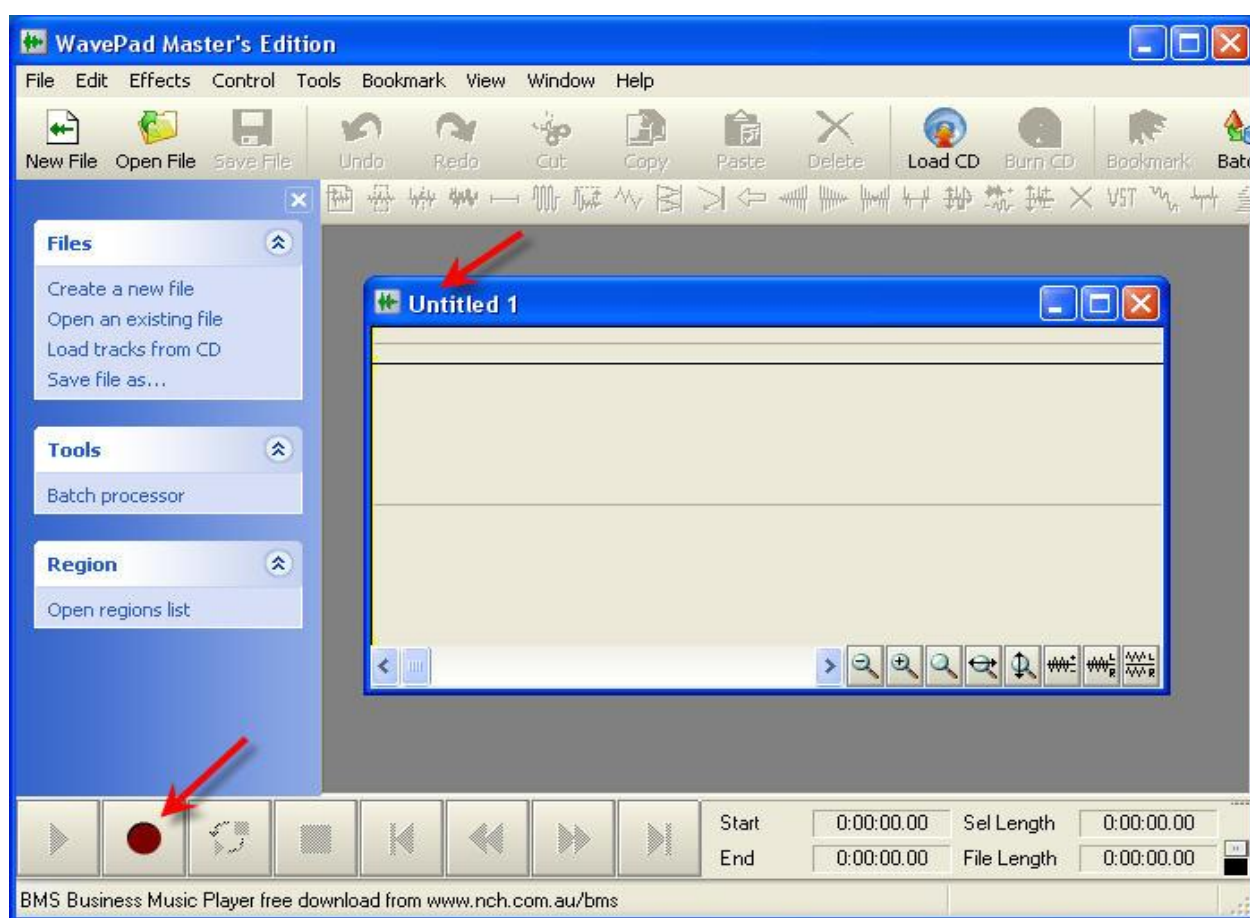 WavePad Master's Edition
File Edit Effects Control Tools Bookmark View Window Help
New File Open File Save File Undo Redo Cut Copy Paste Delete Load CD Burn CD Bookmark Batc
VST
Files
Create a new file
Open an existing file
Load tracks from CD
Save file as...
Tools
Batch processor
Region
Open regions list
Untitled 1
L R L R
Start 0:00:00.00 Sel Length 0:00:00.00
End 0:00:00.00 File Length 0:00:00.00
BMS Business Music Player free download from www.nch.com.au/bms